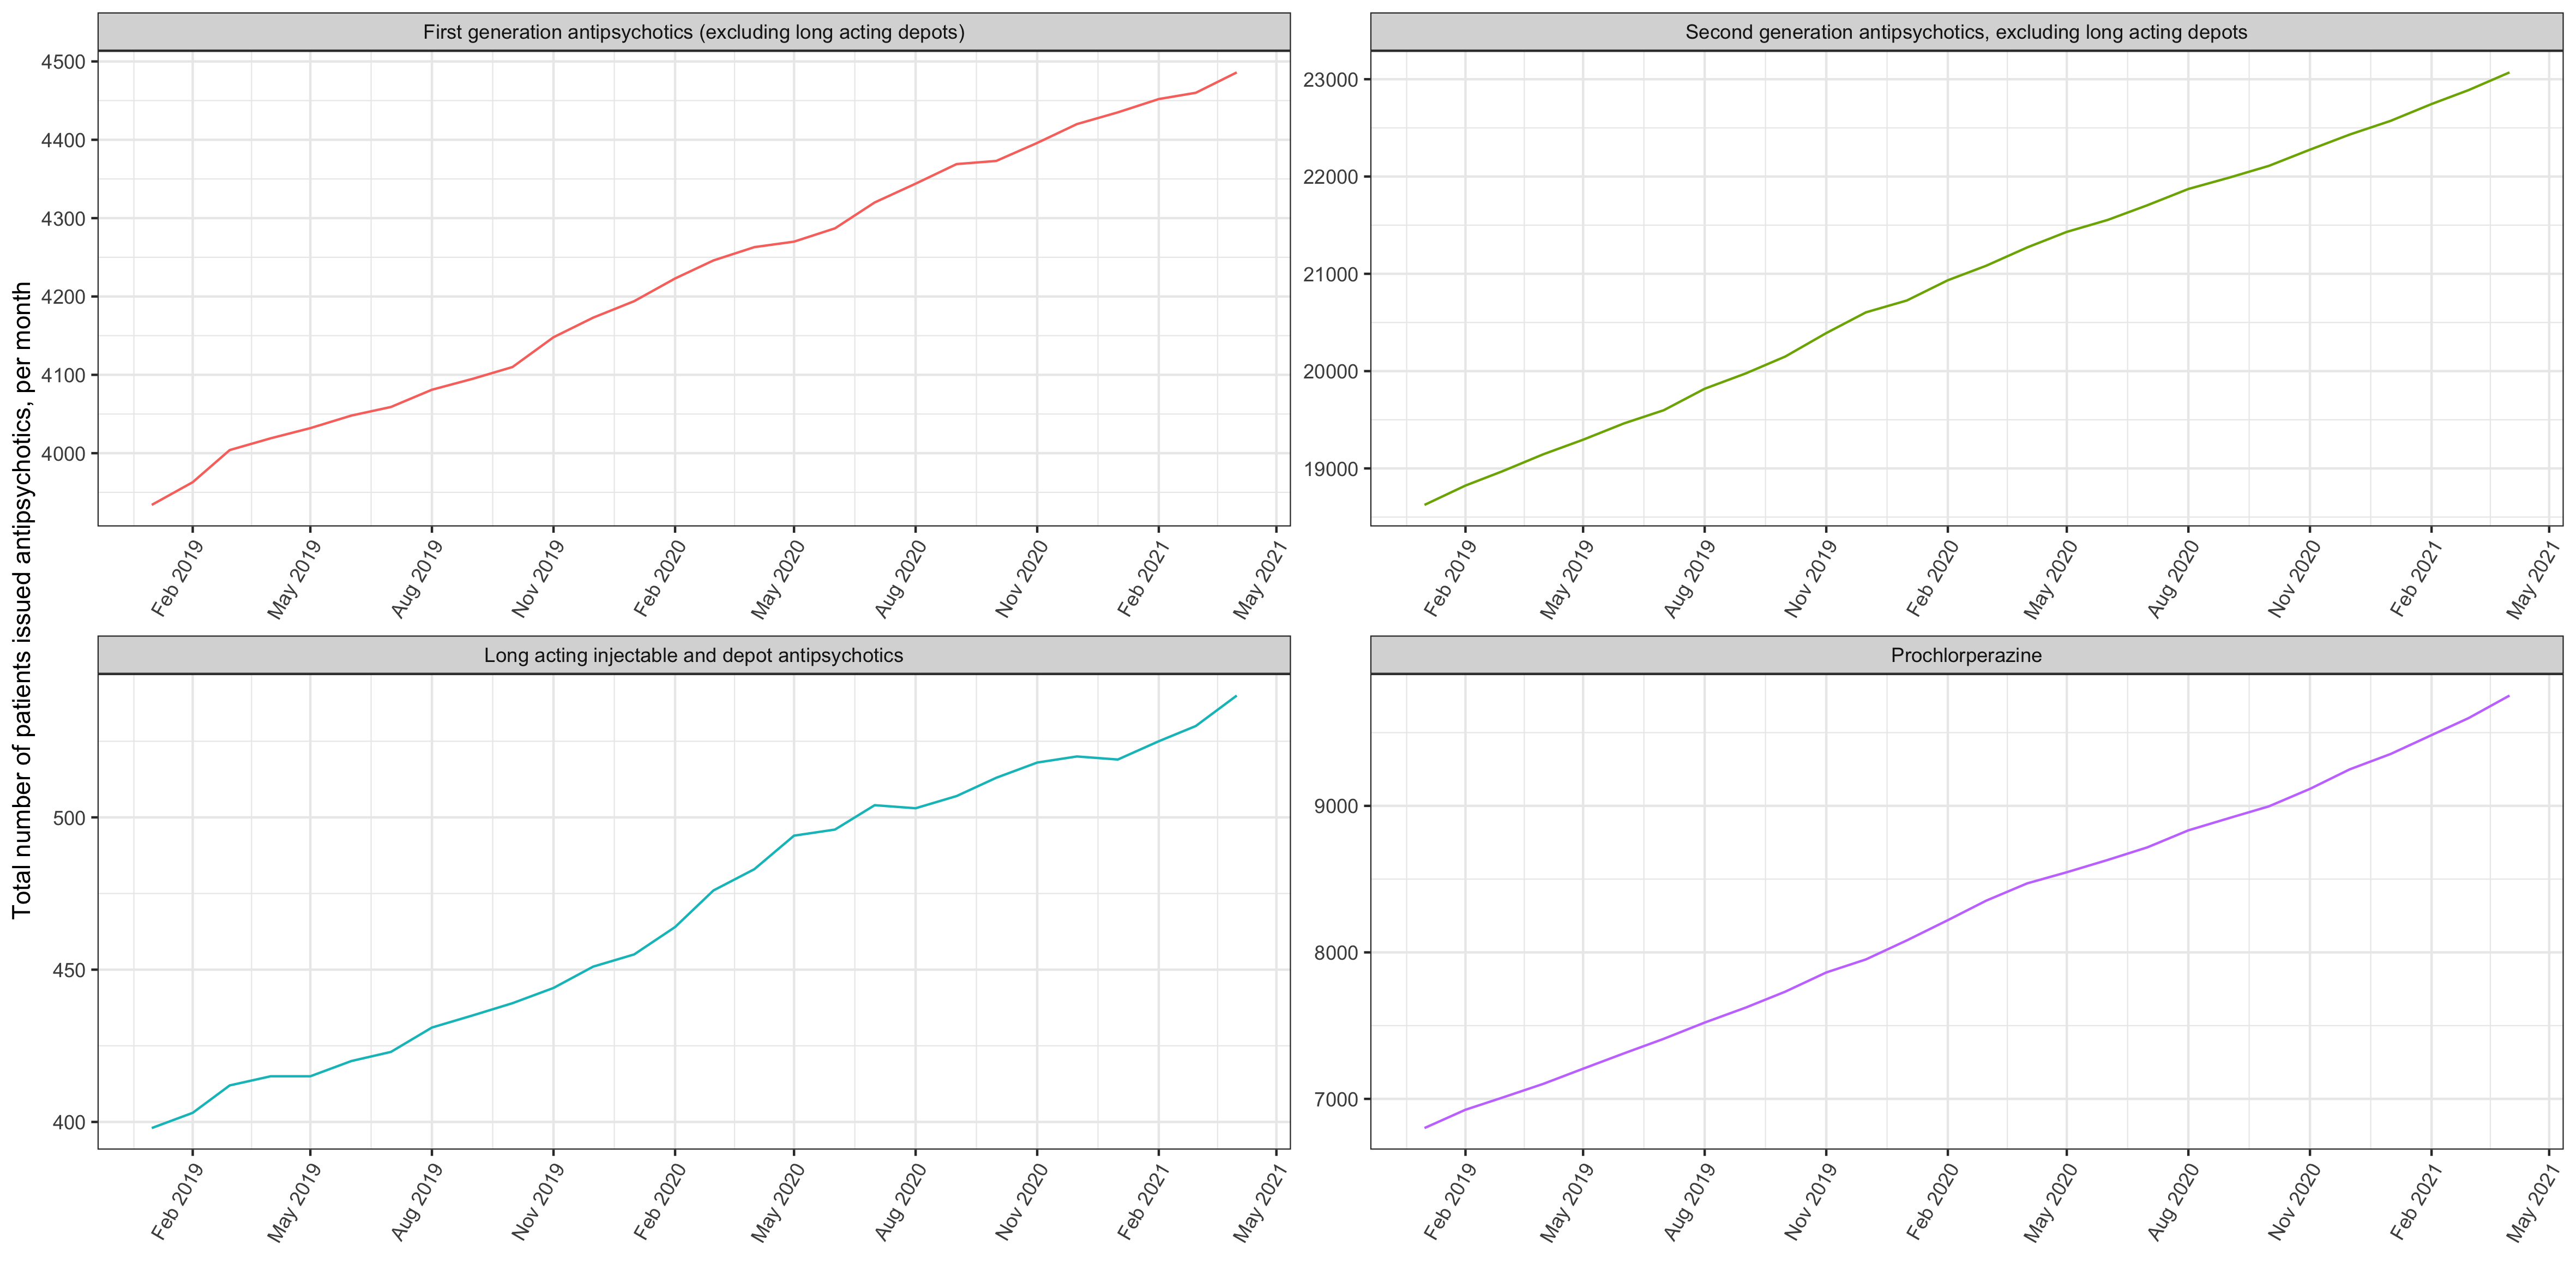 Total number of patients issued antipsychotics, per month
First generation antipsychotics (excluding long acting depots)
4500
4400
4300
4200
4100
4000
Feb 2019
May 2019
Aug 2019
Nov 2019
Feb 2020
May 2020
Aug 2020
Nov 2020
Feb 2021
May 2021
Second generation antipsychotics, excluding long acting depots
23000
22000
21000
20000
19000
Feb 2019
May 2019
Aug 2019
Nov 2019
Feb 2020
May 2020
Aug 2020
Nov 2020
Feb 2021
May 2021
Long acting injectable and depot antipsychotics
500
450
400
Feb 2019
May 2019
Aug 2019
Nov 2019
Feb 2020
May 2020
Aug 2020
Nov 2020
Feb 2021
May 2021
Prochlorperazine
9000
8000
7000
Feb 2019
May 2019
Aug 2019
Nov 2019
Feb 2020
May 2020
Aug 2020
Nov 2020
Feb 2021
May 2021